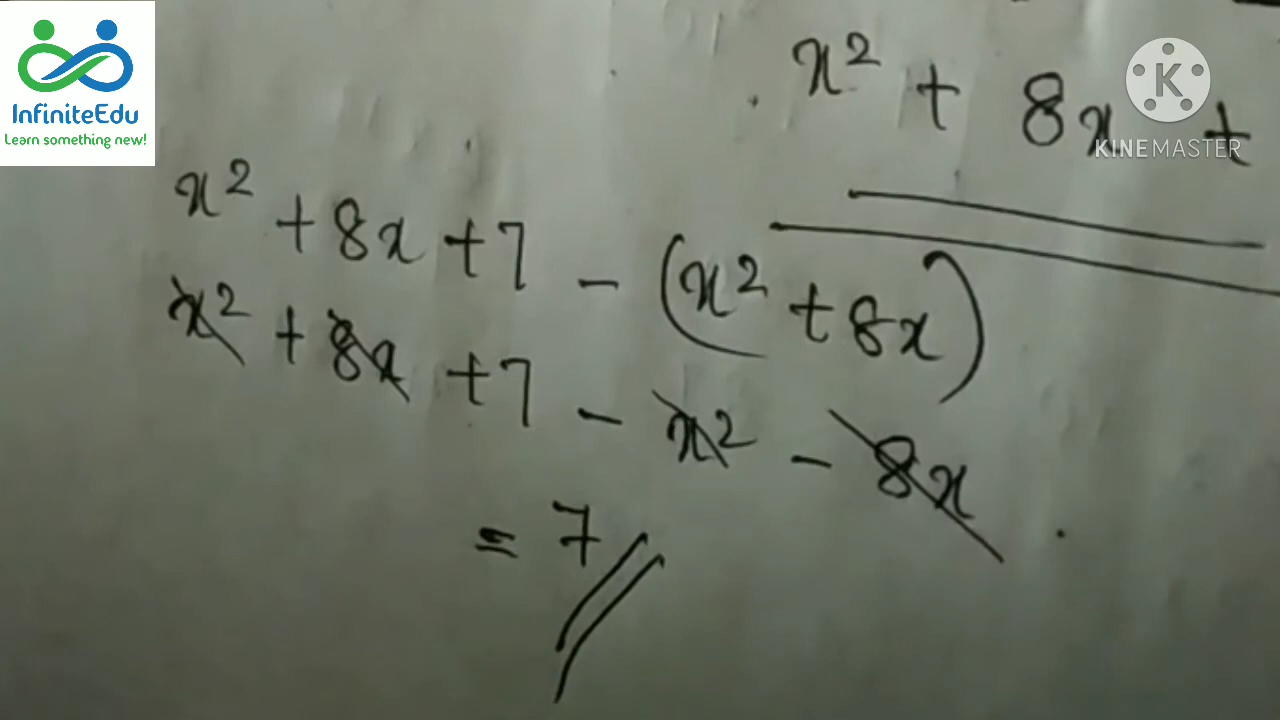 InfiniteEdu
Learn something new!
x² + 8x +
K
KINEMASTER
x² + 8x + 7 - (x² + 8x)
x² + 8x + 7 - x² - 8x
= 7